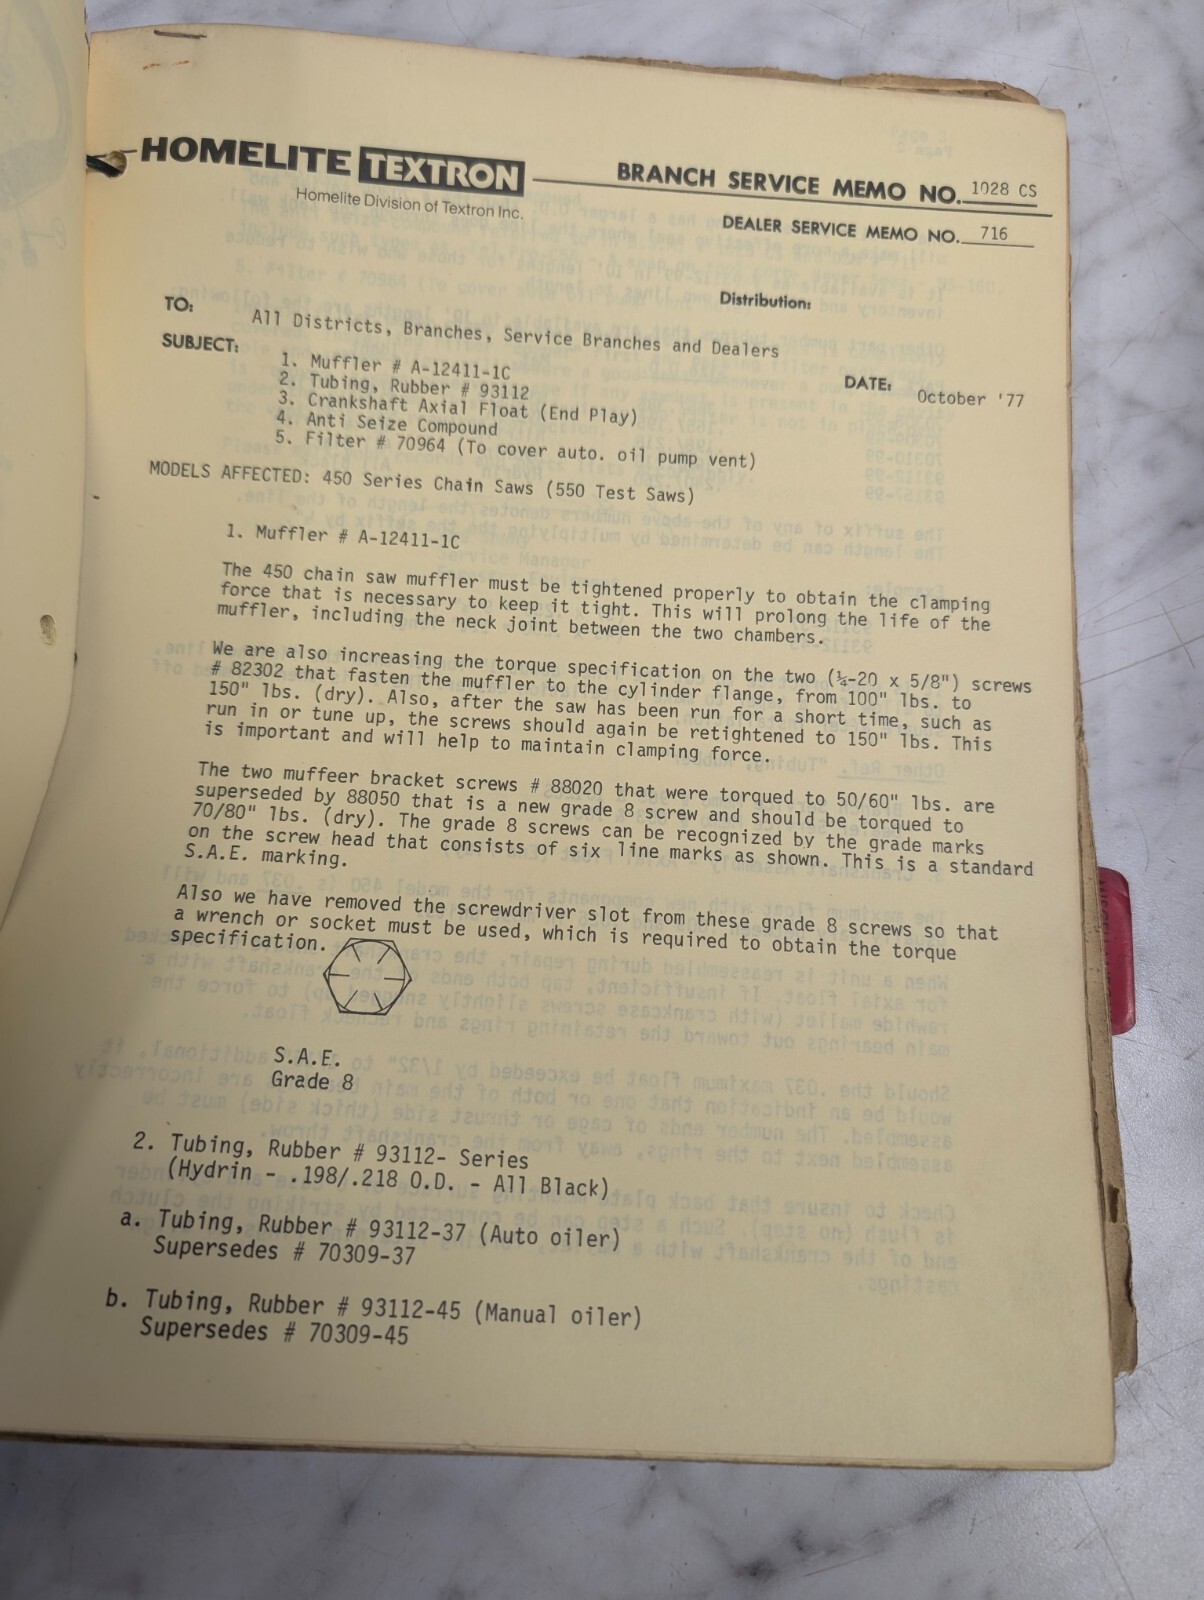 HOMELITE TEXTRON
Homelite Division of Textron Inc.
BRANCH SERVICE MEMO NO. 1028 CS
DEALER SERVICE MEMO NO. 716
Distribution:
TO: All Districts, Branches, Service Branches and Dealers
SUBJECT:
1. Muffler # A-12411-1C
2. Tubing, Rubber # 93112
3. Crankshaft Axial Float (End Play)
4. Anti Seize Compound
5. Filter # 70964 (To cover auto. oil pump vent)
DATE: October '77
MODELS AFFECTED: 450 Series Chain Saws (550 Test Saws)
1. Muffler # A-12411-1C
The 450 chain saw muffler must be tightened properly to obtain the clamping
force that is necessary to keep it tight. This will prolong the life of the
muffler, including the neck joint between the two chambers.
We are also increasing the torque specification on the two (¼-20 x 5/8") screws
# 82302 that fasten the muffler to the cylinder flange, from 100" lbs. to
150" lbs. (dry). Also, after the saw has been run for a short time, such as
run in or tune up, the screws should again be retightened to 150" lbs. This
is important and will help to maintain clamping force.
The two muffeer bracket screws # 88020 that were torqued to 50/60" lbs. are
superseded by 88050 that is a new grade 8 screw and should be torqued to
70/80" lbs. (dry). The grade 8 screws can be recognized by the grade marks
on the screw head that consists of six line marks as shown. This is a standard
S.A.E. marking.
Also we have removed the screwdriver slot from these grade 8 screws so that
a wrench or socket must be used, which is required to obtain the torque
specification.
S.A.E.
Grade 8
2. Tubing, Rubber # 93112- Series
(Hydrin - .198/.218 O.D. - All Black)
a. Tubing, Rubber # 93112-37 (Auto oiler)
Supersedes # 70309-37
b. Tubing, Rubber # 93112-45 (Manual oiler)
Supersedes # 70309-45